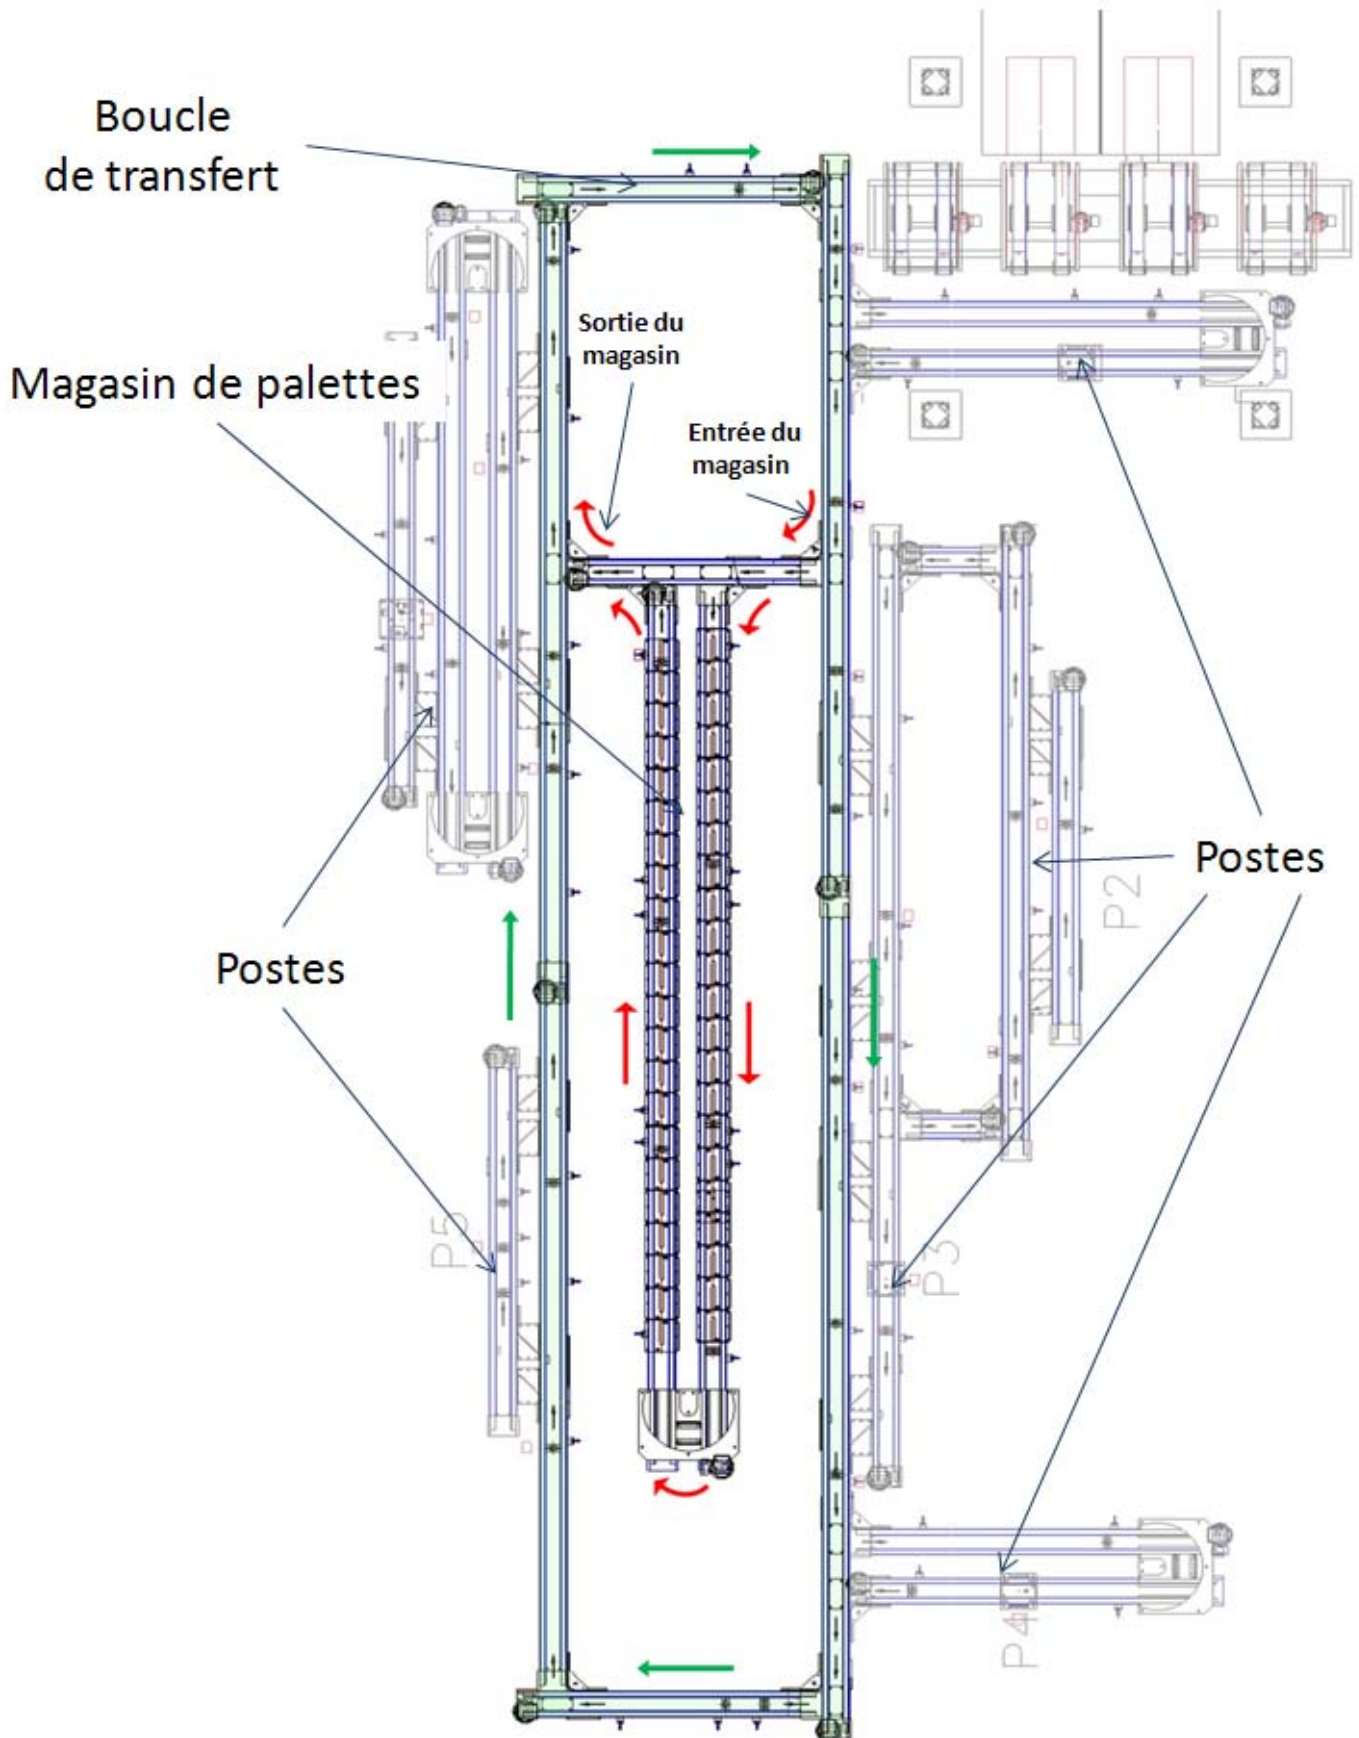 Boucle
de transfert
Sortie du
magasin
Magasin de palettes
Entrée du
magasin
Postes
P2
Postes
P5
P3
P4